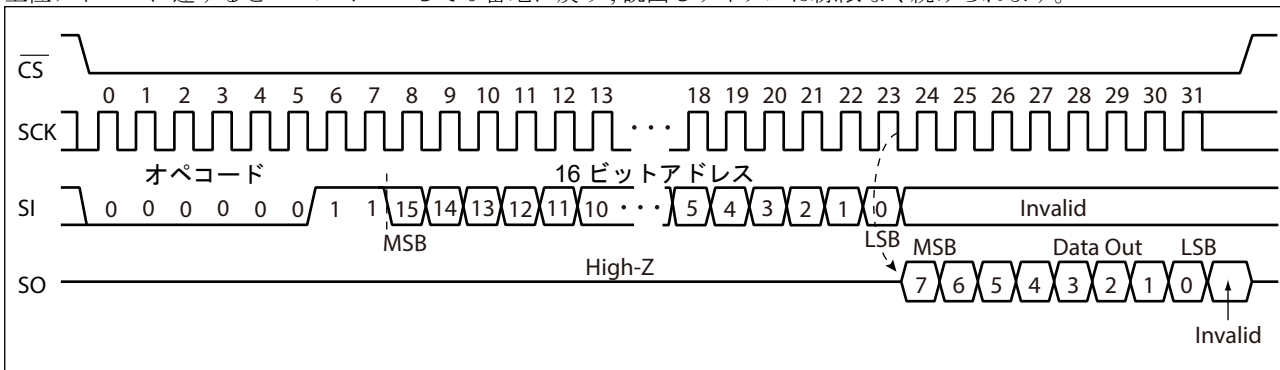 CS
0 1 2 3 4 5 6 7 8 9 10 11 12 13 18 19 20 21 22 23 24 25 26 27 28 29 30 31
SCK ···
オペコード 16 ビットアドレス
SI 0 0 0 0 0 0 1 1 15 14 13 12 11 10 ··· 5 4 3 2 1 0 Invalid
MSB LSB MSB Data Out LSB
High-Z
SO 7 6 5 4 3 2 1 0
Invalid